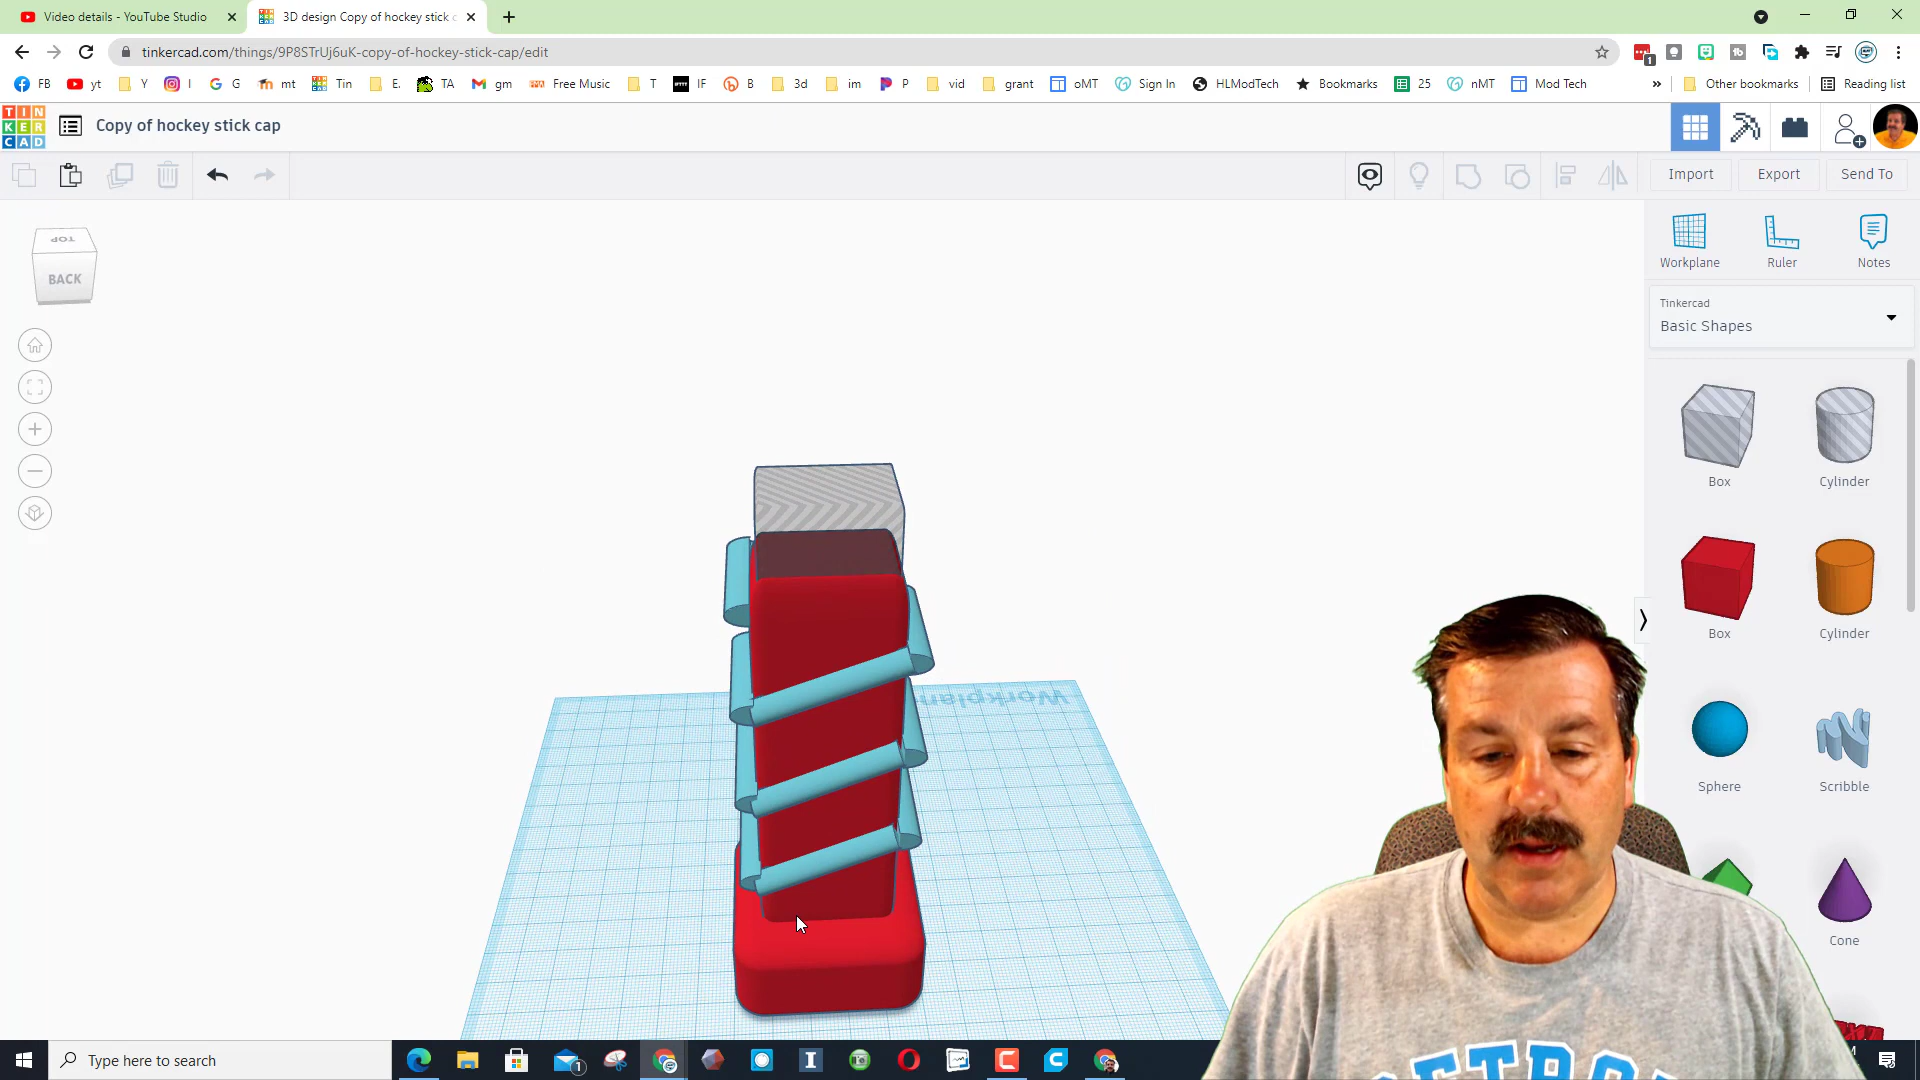 Video details - YouTube Studio
3D design Copy of hockey stick c
tinkercad.com/things/9P8STrUj6uK-copy-of-hockey-stick-cap/edit
1
FB yt Y I G mt Tin E. TA gm Free Music T IF B 3d im P vid grant oMT Sign In HLModTech Bookmarks 25 nMT Mod Tech » Other bookmarks Reading list
TIN
KER
CAD
Copy of hockey stick cap
Import Export Send To
TOP
BACK
Workplane Ruler Notes
Tinkercad
Basic Shapes
Box Cylinder
Box Cylinder
Sphere Scribble
Cone
Workplan
Type here to search
1